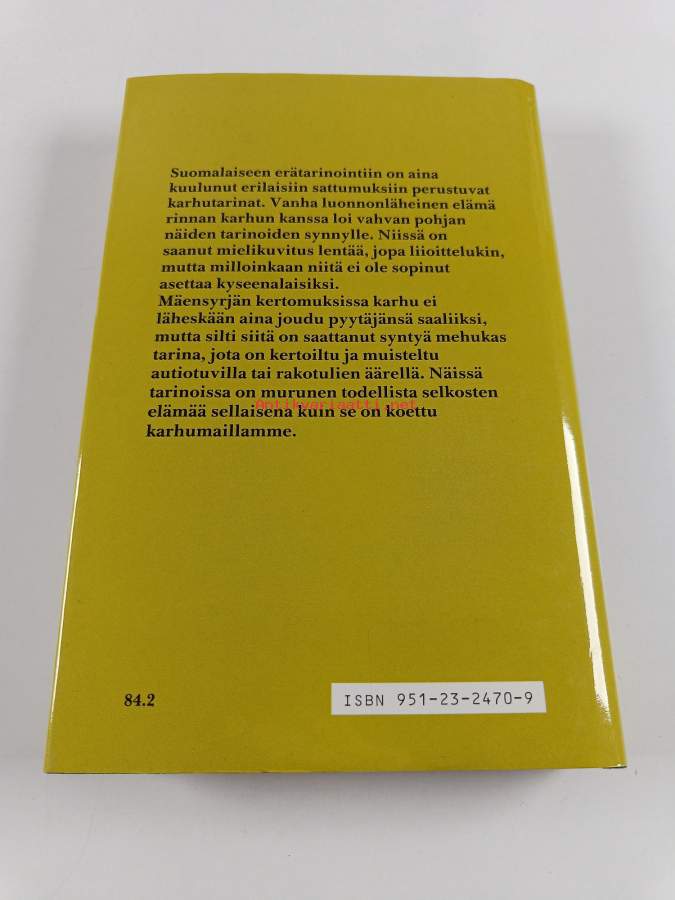 Suomalaiseen erätarinointiin on aina
kuulunut erilaisiin sattumuksiin perustuvat
karhutarinat. Vanha luonnonläheinen elämä
rinnan karhun kanssa loi vahvan pohjan
näiden tarinoiden synnylle. Niissä on
saanut mielikuvitus lentää, jopa liioittelukin,
mutta milloinkaan niitä ei ole sopinut
asettaa kyseenalaisiksi.
Mäensyrjän kertomuksissa karhu ei
läheskään aina joudu pyytäjänsä saaliiksi,
mutta silti siitä on saattanut syntyä mehukas
tarina, jota on kertoiltu ja muisteltu
autiotuvilla tai rakotulien äärellä. Näissä
tarinoissa on murunen todellista selkosten
Antikvariaatti.net
elämää sellaisena kuin se on koettu
karhumaillamme.
84.2
ISBN 951-23-2470-9